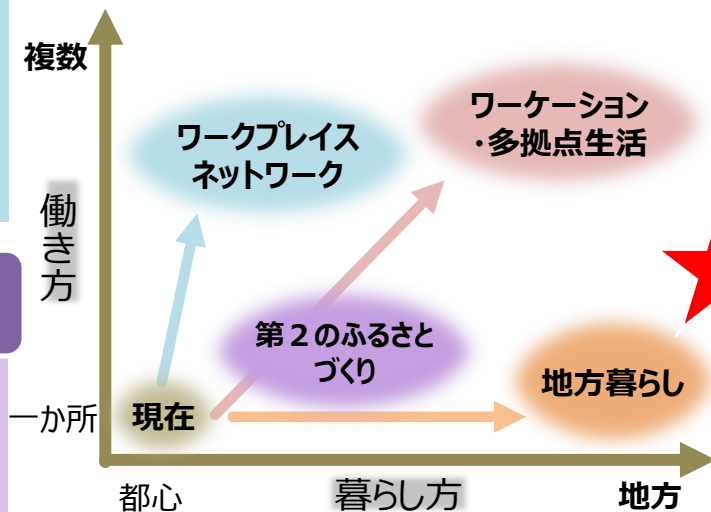 複数
ワークプレイス
ネットワーク
ワーケーション
・多拠点生活
働き方
第２のふるさと
づくり
地方暮らし
一か所
現在
都心
暮らし方
地方